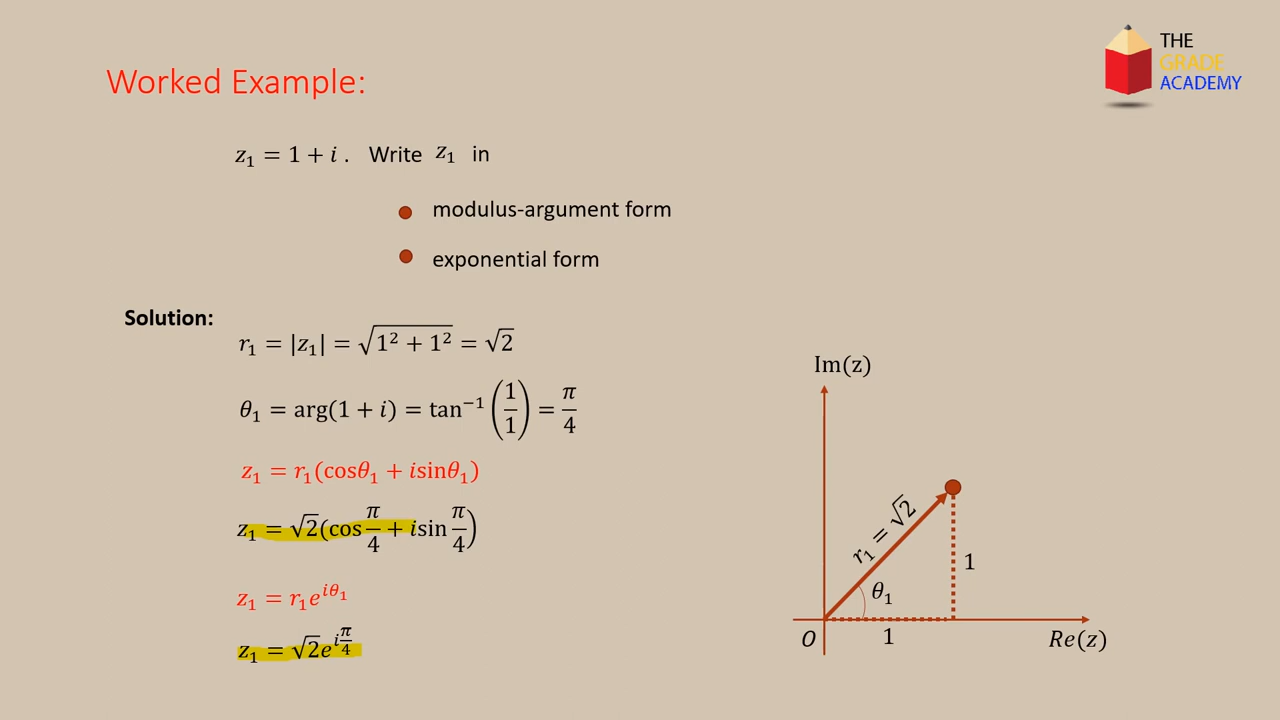 THE
GRADE
ACADEMY
Worked Example:
z₁ = 1 + i . Write z₁ in
modulus-argument form
exponential form
Solution:
r₁ = |z₁| = √(1² + 1²) = √2
θ₁ = arg(1 + i) = tan⁻¹(1/1) = π/4
z₁ = r₁(cosθ₁ + isinθ₁)
z₁ = √2(cos π/4 + isin π/4)
z₁ = r₁e^(iθ₁)
z₁ = √2e^(iπ/4)
Im(z)
r₁ = √2
1
θ₁
O
1
Re(z)